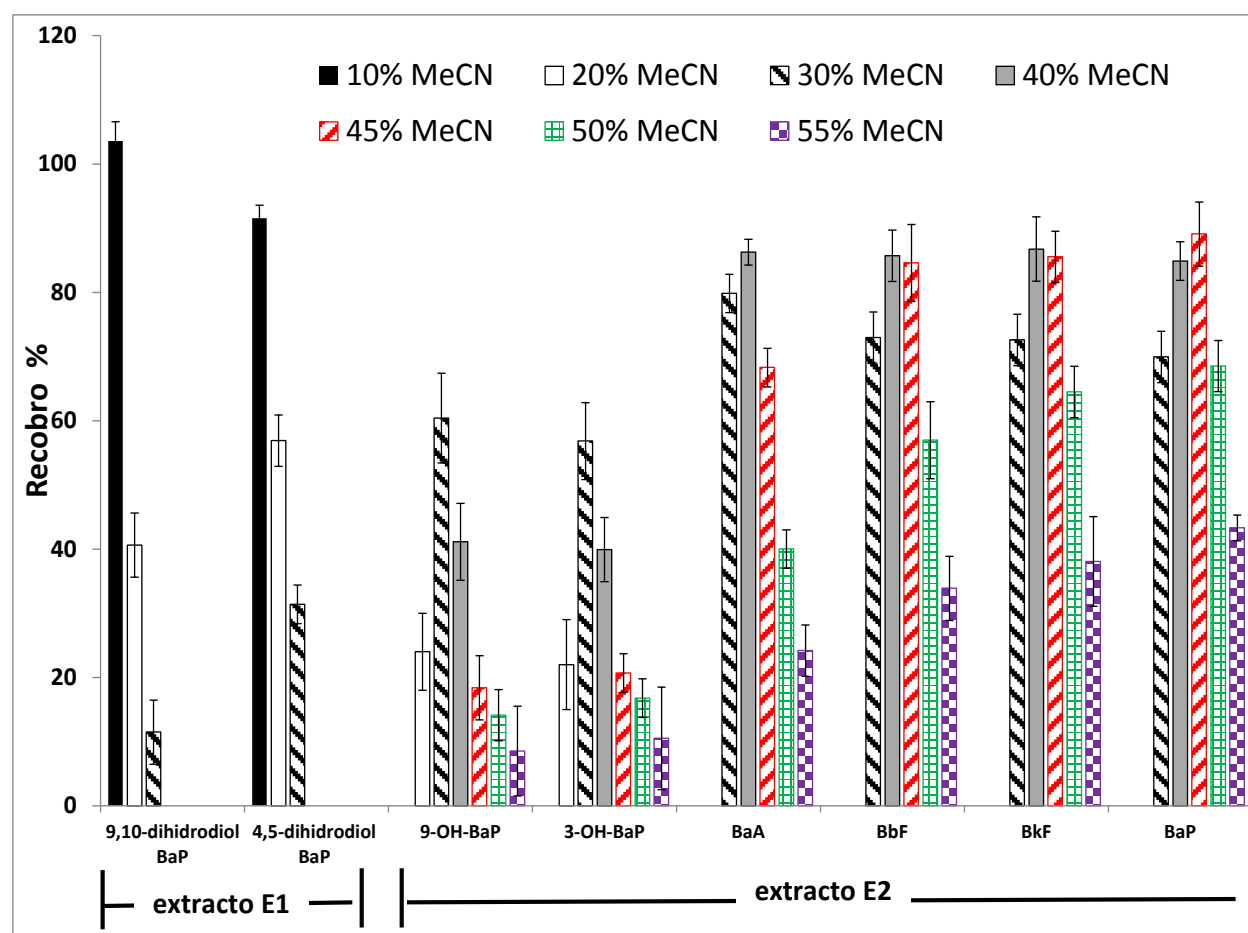 120
100
80
60
40
20
0
Recobro %
10% MeCN 20% MeCN 30% MeCN 40% MeCN
45% MeCN 50% MeCN 55% MeCN
9,10-dihidrodiol BaP
4,5-dihidrodiol BaP
9-OH-BaP
3-OH-BaP
BaA
BbF
BkF
BaP
extracto E1
extracto E2